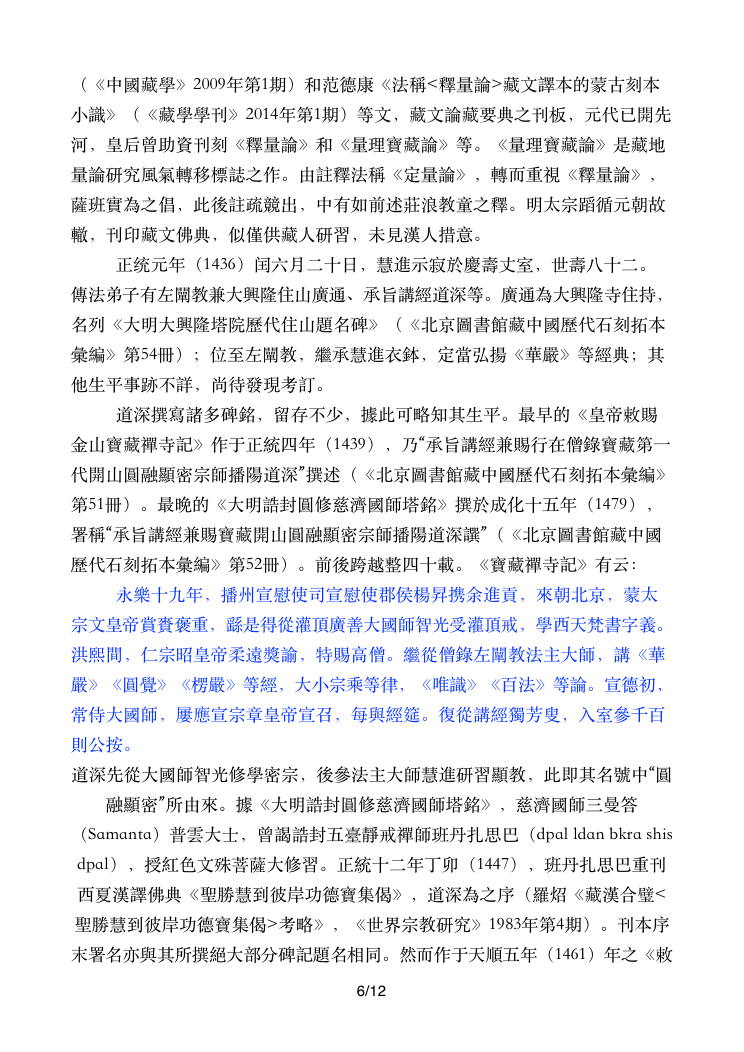 （《中國藏學》2009年第1期）和范德康《法稱<釋量論>藏文譯本的蒙古刻本
小識》（《藏學學刊》2014年第1期）等文，藏文論藏要典之刊板，元代已開先
河，皇后曾助資刊刻《釋量論》和《量理寶藏論》等。《量理寶藏論》是藏地
量論研究風氣轉移標誌之作。由註釋法稱《定量論》，轉而重視《釋量論》，
薩班實為之倡，此後註疏競出，中有如前述莊浪教童之釋。明太宗蹈循元朝故
轍，刊印藏文佛典，似僅供藏人研習，未見漢人措意。
正统元年（1436）闰六月二十日，慧進示寂於慶壽丈室，世壽八十二。
傳法弟子有左闡教兼大興隆住山廣通、承旨講經道深等。廣通為大興隆寺住持，
名列《大明大興隆塔院歷代住山題名碑》（《北京圖書館藏中國歷代石刻拓本
彙編》第54冊）；位至左闡教，繼承慧進衣鉢，定當弘揚《華嚴》等經典；其
他生平事跡不詳，尚待發現考訂。
道深撰寫諸多碑銘，留存不少，據此可略知其生平。最早的《皇帝敕賜
金山寶藏禪寺記》作于正統四年（1439），乃“承旨講經兼賜行在僧錄寶藏第一
代開山圓融顯密宗師播陽道深”撰述（《北京圖書館藏中國歷代石刻拓本彙編》
第51冊）。最晚的《大明誥封圓修慈濟國師塔銘》撰於成化十五年（1479），
署稱“承旨講經兼賜寶藏開山圓融顯密宗師播陽道深譔”（《北京圖書館藏中國
歷代石刻拓本彙編》第52冊）。前後跨越整四十載。《寶藏禪寺記》有云：
永樂十九年，播州宣慰使司宣慰使郡侯楊昇携余進貢，來朝北京，蒙太
宗文皇帝賞賚褒重，繇是得從灌頂廣善大國師智光受灌頂戒，學西天梵書字義。
洪熙間，仁宗昭皇帝柔遠獎諭，特賜高僧。繼從僧錄左闡教法主大師，講《華
嚴》《圓覺》《楞嚴》等經，大小宗乘等律，《唯識》《百法》等論。宣德初，
常侍大國師，屢應宣宗章皇帝宣召，每與經筵。復從講經獨芳叟，入室參千百
則公按。
道深先從大國師智光修學密宗，後參法主大師慧進研習顯教，此即其名號中“圓
融顯密”所由來。據《大明誥封圓修慈濟國師塔銘》，慈濟國師三曼答
（Samanta）普雲大士，曾謁誥封五臺靜戒禪師班丹扎思巴（dpal ldan bkra shis
dpal），授紅色文殊菩薩大修習。正統十二年丁卯（1447），班丹扎思巴重刊
西夏漢譯佛典《聖勝慧到彼岸功德寶集偈》，道深為之序（羅炤《藏漢合璧<
聖勝慧到彼岸功德寶集偈>考略》，《世界宗教研究》1983年第4期）。刊本序
末署名亦與其所撰絕大部分碑記題名相同。然而作于天順五年（1461）年之《敕
6/12